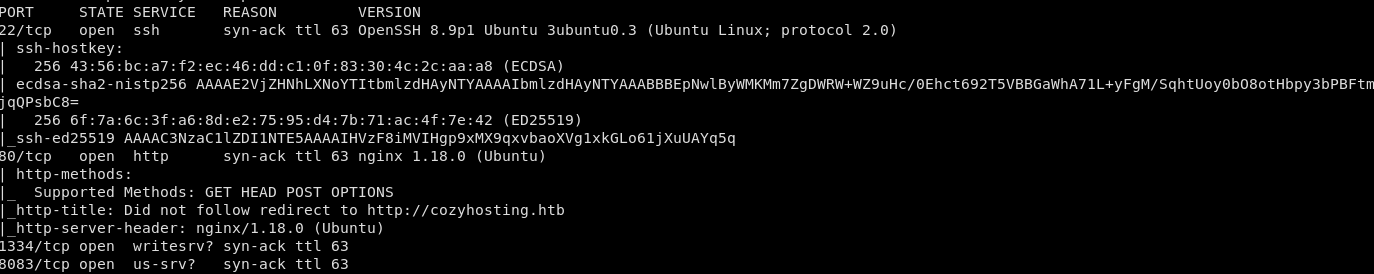 PORT     STATE SERVICE   REASON         VERSION
22/tcp   open  ssh       syn-ack ttl 63 OpenSSH 8.9p1 Ubuntu 3ubuntu0.3 (Ubuntu Linux; protocol 2.0)
| ssh-hostkey:
|   256 43:56:bc:a7:f2:ec:46:dd:c1:0f:83:30:4c:2c:aa:a8 (ECDSA)
| ecdsa-sha2-nistp256 AAAAE2VjZHNhLXNoYTItbmlzdHAyNTYAAAAIbmlzdHAyNTYAAABBBEpNwlByWMKMm7ZgDWRW+WZ9uHc/0Ehct692T5VBBGaWhA71L+yFgM/SqhtUoy0bO8otHbpy3bPBFtm
jqQPsbC8=
|   256 6f:7a:6c:3f:a6:8d:e2:75:95:d4:7b:71:ac:4f:7e:42 (ED25519)
|_ssh-ed25519 AAAAC3NzaC1lZDI1NTE5AAAAIHVzF8iMVIHgp9xMX9qxvbaoXVg1xkGLo61jXuUAYq5q
80/tcp   open  http      syn-ack ttl 63 nginx 1.18.0 (Ubuntu)
| http-methods:
|_  Supported Methods: GET HEAD POST OPTIONS
|_http-title: Did not follow redirect to http://cozyhosting.htb
|_http-server-header: nginx/1.18.0 (Ubuntu)
1334/tcp open  writesrv? syn-ack ttl 63
8083/tcp open  us-srv?   syn-ack ttl 63